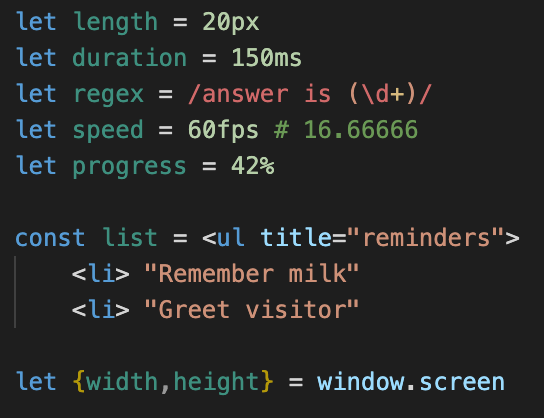 let length = 20px
let duration = 150ms
let regex = /answer is (\d+)/
let speed = 60fps # 16.66666
let progress = 42%
const list = <ul title="reminders">
<li> "Remember milk"
<li> "Greet visitor"
let {width,height} = window.screen